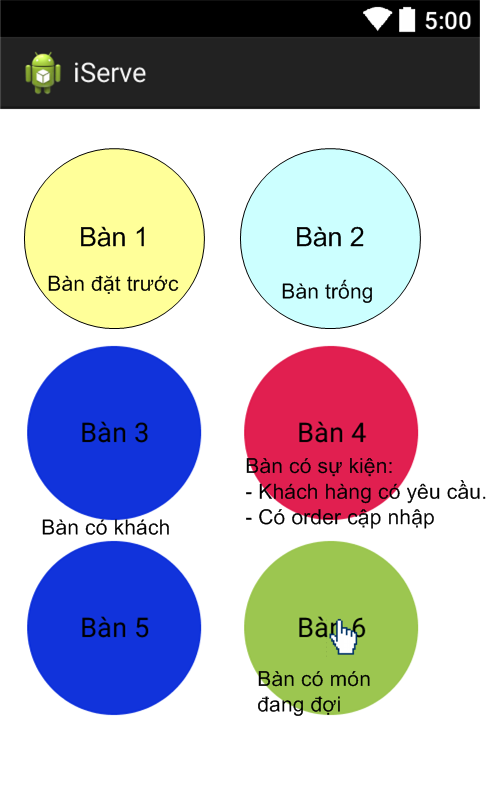 5:00
iServe
Bàn 1
Bàn đặt trước
Bàn 2
Bàn trống
Bàn 3
Bàn có khách
Bàn 4
Bàn có sự kiện:
- Khách hàng có yêu cầu.
- Có order cập nhập
Bàn 5
Bàn 6
Bàn có món
đang đợi